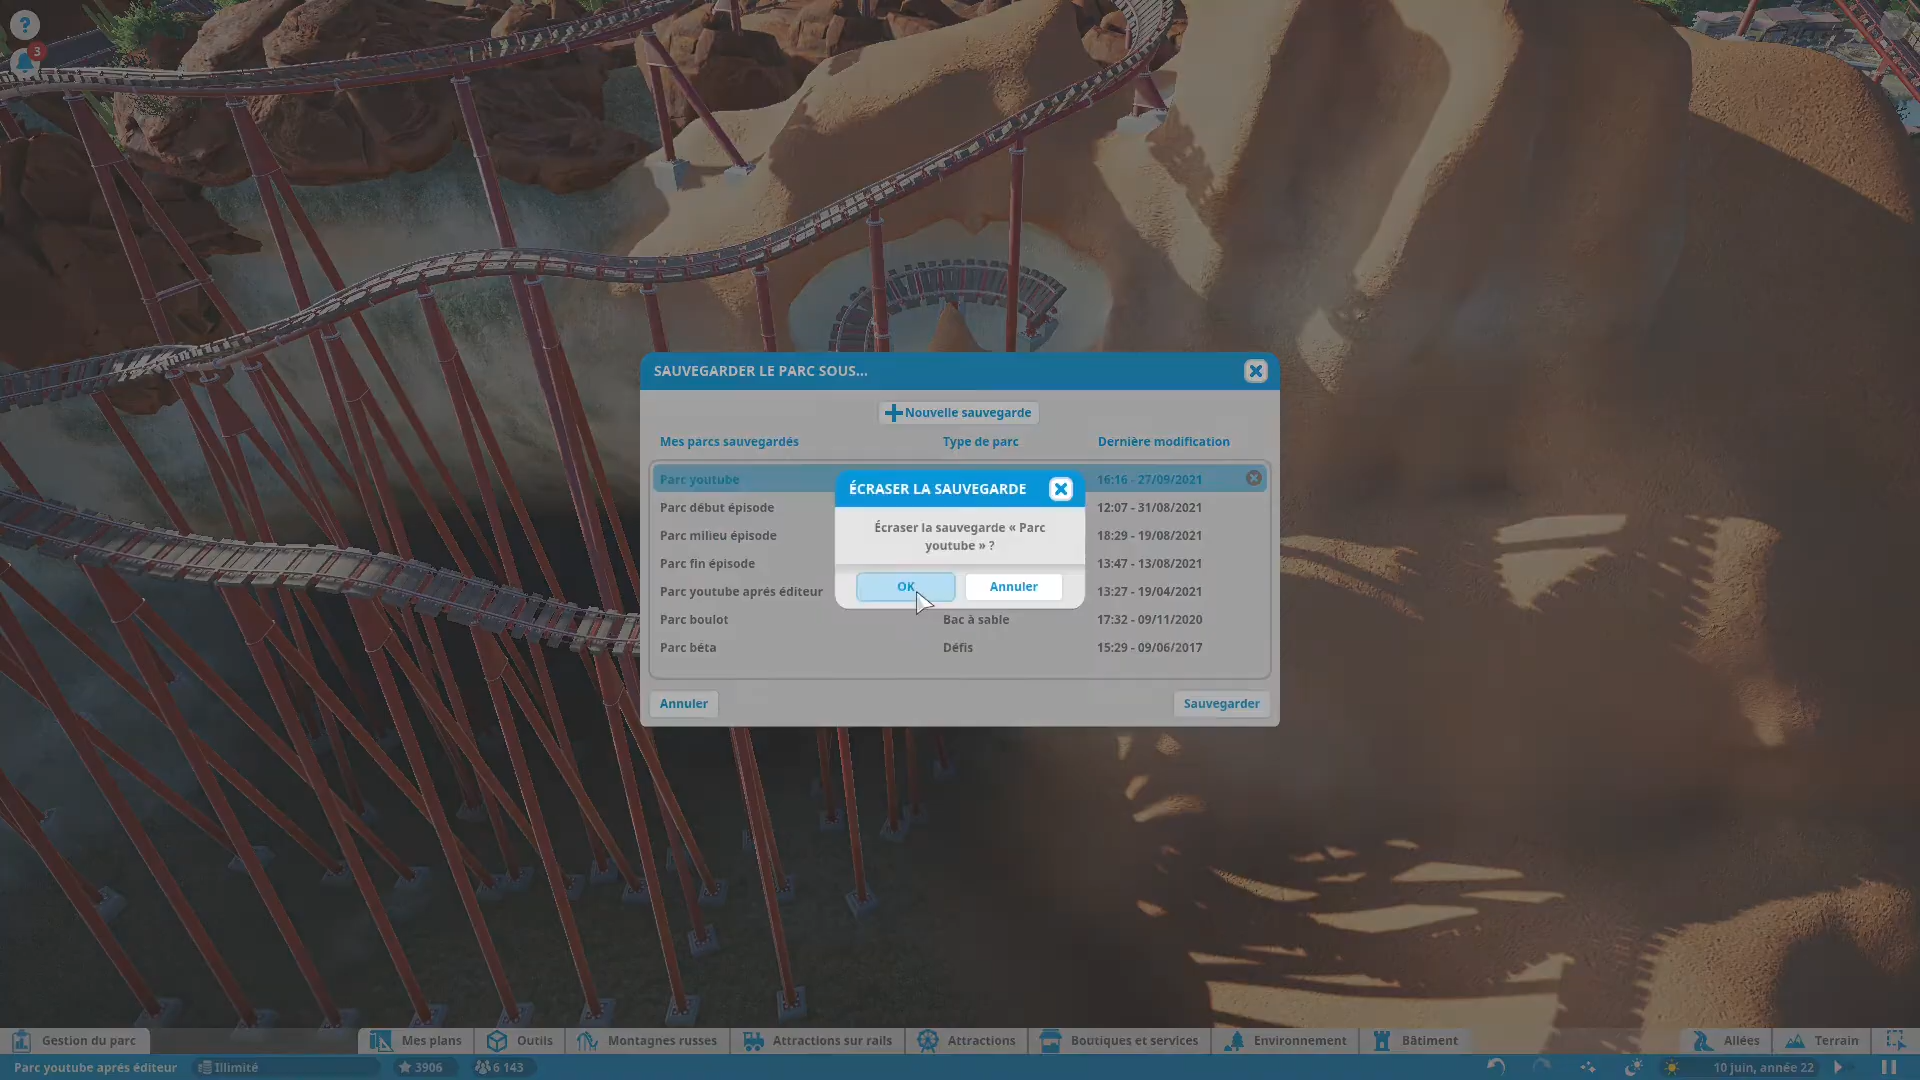 ?
3
SAUVEGARDER LE PARC SOUS...
Nouvelle sauvegarde
Mes parcs sauvegardés Type de parc Dernière modification
Parc youtube 16:16 - 27/09/2021
Parc début épisode 12:07 - 31/08/2021
Parc milieu épisode 18:29 - 19/08/2021
Parc fin épisode 13:47 - 13/08/2021
Parc youtube aprés éditeur 13:27 - 19/04/2021
Parc boulot Bac à sable 17:32 - 09/11/2020
Parc béta Défis 15:29 - 09/06/2017
Annuler Sauvegarder
ÉCRASER LA SAUVEGARDE
Écraser la sauvegarde « Parc
youtube » ?
OK Annuler
Gestion du parc Mes plans Outils Montagnes russes Attractions sur rails Attractions Boutiques et services Environnement Bâtiment Allées Terrain
Parc youtube aprés éditeur Illimité 3906 6 143 10 juin, année 22